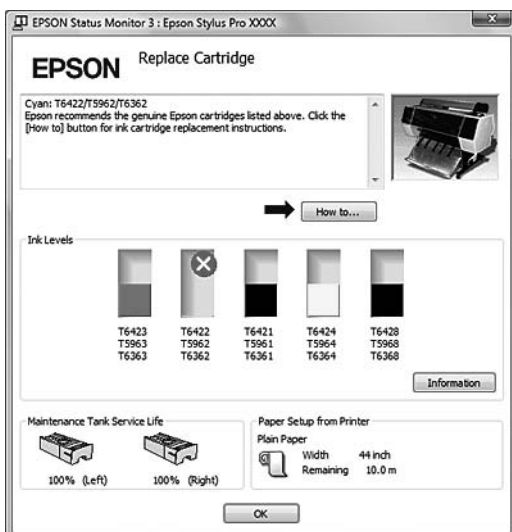 EPSON Status Monitor 3 : Epson Stylus Pro XXXX
EPSON
Replace Cartridge
Cyan: T6422/T5962/T6362
Epson recommends the genuine Epson cartridges listed above. Click the
[How to] button for ink cartridge replacement instructions.
How to...
Ink Levels
T6423 T6422 T6421 T6424 T6428
T5963 T5962 T5961 T5964 T5968
T6363 T6362 T6361 T6364 T6368
Information
Maintenance Tank Service Life
100% (Left) 100% (Right)
Paper Setup from Printer
Plain Paper
Width 44 inch
Remaining 10.0 m
OK